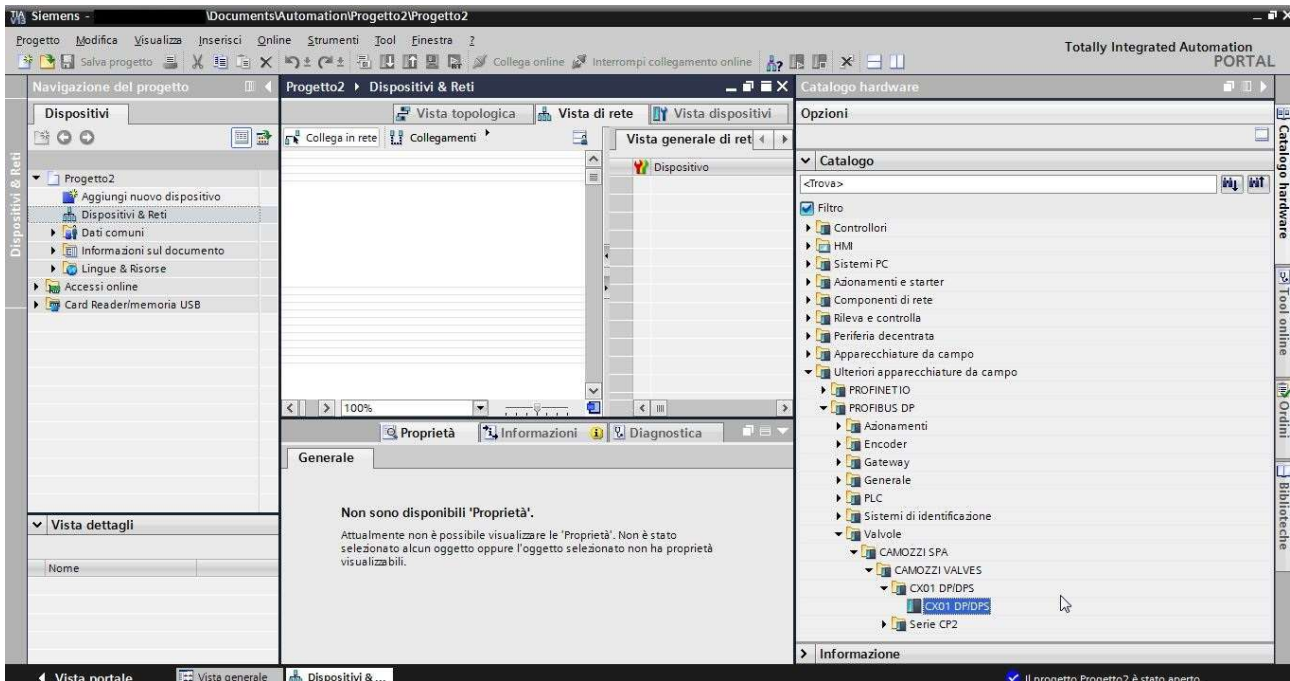 Siemens - \Documents\Automation\Progetto2\Progetto2
Progetto Modifica Visualizza Inserisci Online Strumenti Tool Finestra ?
Totally Integrated Automation
PORTAL
Salva progetto Collega online Interrompi collegamento online
Navigazione del progetto
Dispositivi
Dispositivi & Reti
Progetto2
Aggiungi nuovo dispositivo
Dispositivi & Reti
Dati comuni
Informazioni sul documento
Lingue & Risorse
Accessi online
Card Reader/memoria USB
Vista dettagli
Nome
Progetto2 Dispositivi & Reti
Vista topologica Vista di rete Vista dispositivi
Collega in rete Collegamenti
Vista generale di ret
Dispositivo
100%
Proprietà Informazioni Diagnostica
Generale
Non sono disponibili 'Proprietà'.
Attualmente non è possibile visualizzare le 'Proprietà'. Non è stato
selezionato alcun oggetto oppure l'oggetto selezionato non ha proprietà
visualizzabili.
Catalogo hardware
Opzioni
Catalogo
<Trova>
Filtro
Controllori
HMI
Sistemi PC
Azionamenti e starter
Componenti di rete
Rileva e controlla
Periferia decentrata
Apparecchiature da campo
Ulteriori apparecchiature da campo
PROFINET IO
PROFIBUS DP
Azionamenti
Encoder
Gateway
Generale
PLC
Sistemi di identificazione
Valvole
CAMOZZI SPA
CAMOZZI VALVES
CX01 DP/DPS
CX01 DP/DPS
Serie CP2
Informazione
Catalogo hardware
Tool online
Ordini
Biblioteche
Vista portale Vista generale Dispositivi & ... Il progetto Progetto2 è stato aperto